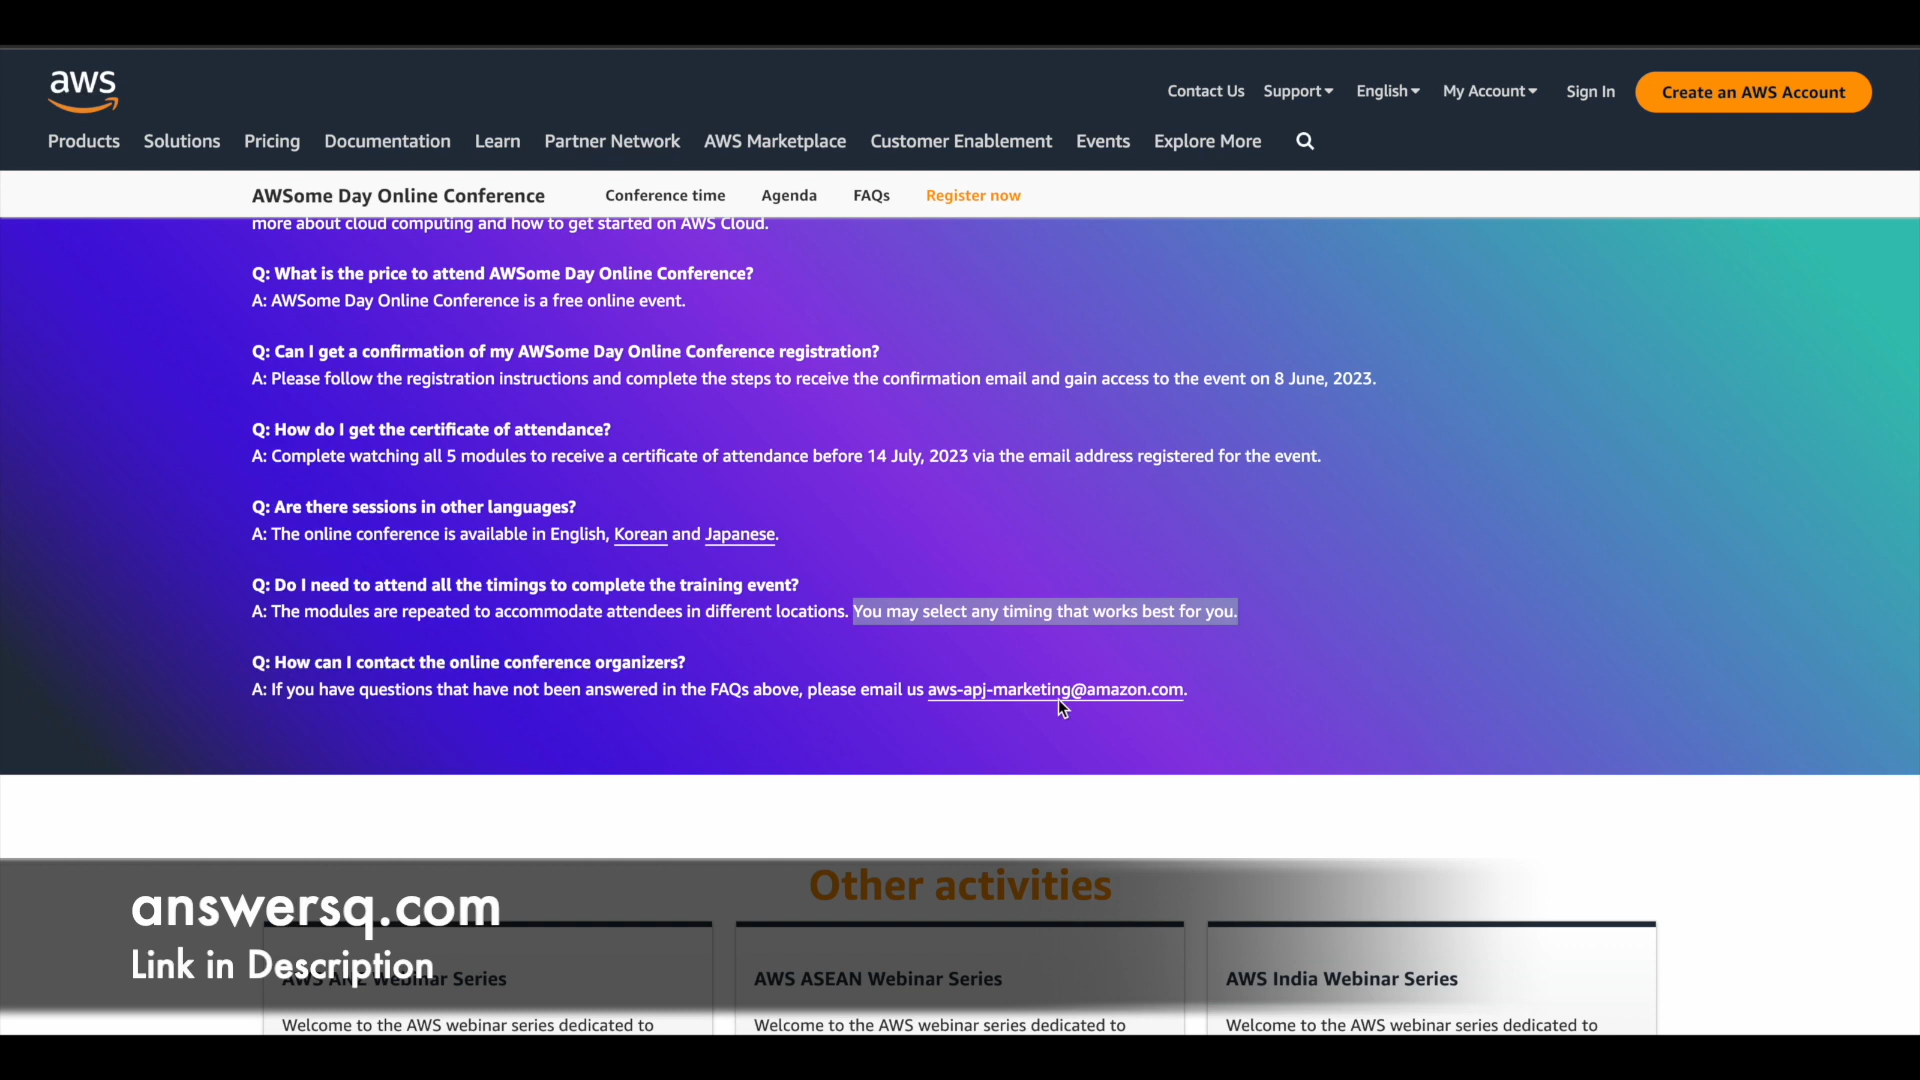 aws
Contact Us Support English My Account Sign In Create an AWS Account
Products Solutions Pricing Documentation Learn Partner Network AWS Marketplace Customer Enablement Events Explore More
AWSome Day Online Conference Conference time Agenda FAQs Register now
more about cloud computing and how to get started on AWS Cloud.
Q: What is the price to attend AWSome Day Online Conference?
A: AWSome Day Online Conference is a free online event.
Q: Can I get a confirmation of my AWSome Day Online Conference registration?
A: Please follow the registration instructions and complete the steps to receive the confirmation email and gain access to the event on 8 June, 2023.
Q: How do I get the certificate of attendance?
A: Complete watching all 5 modules to receive a certificate of attendance before 14 July, 2023 via the email address registered for the event.
Q: Are there sessions in other languages?
A: The online conference is available in English, Korean and Japanese.
Q: Do I need to attend all the timings to complete the training event?
A: The modules are repeated to accommodate attendees in different locations. You may select any timing that works best for you.
Q: How can I contact the online conference organizers?
A: If you have questions that have not been answered in the FAQs above, please email us aws-apj-marketing@amazon.com.
Other activities
answersq.com
Link in Description
AWS ANZ Webinar Series
Welcome to the AWS webinar series dedicated to
AWS ASEAN Webinar Series
Welcome to the AWS webinar series dedicated to
AWS India Webinar Series
Welcome to the AWS webinar series dedicated to